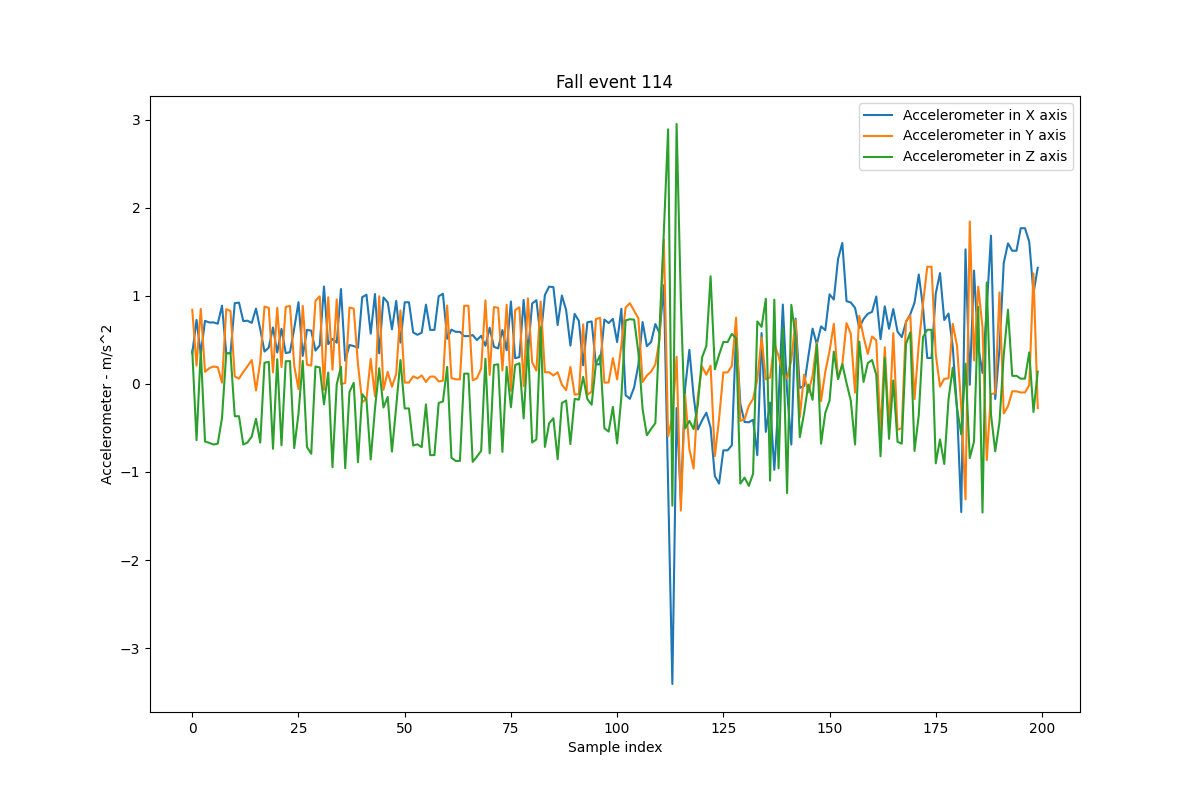 Fall event 114
Accelerometer in X axis
Accelerometer in Y axis
Accelerometer in Z axis
Accelerometer - m/s^2
3
2
1
0
−1
−2
−3
0 25 50 75 100 125 150 175 200
Sample index